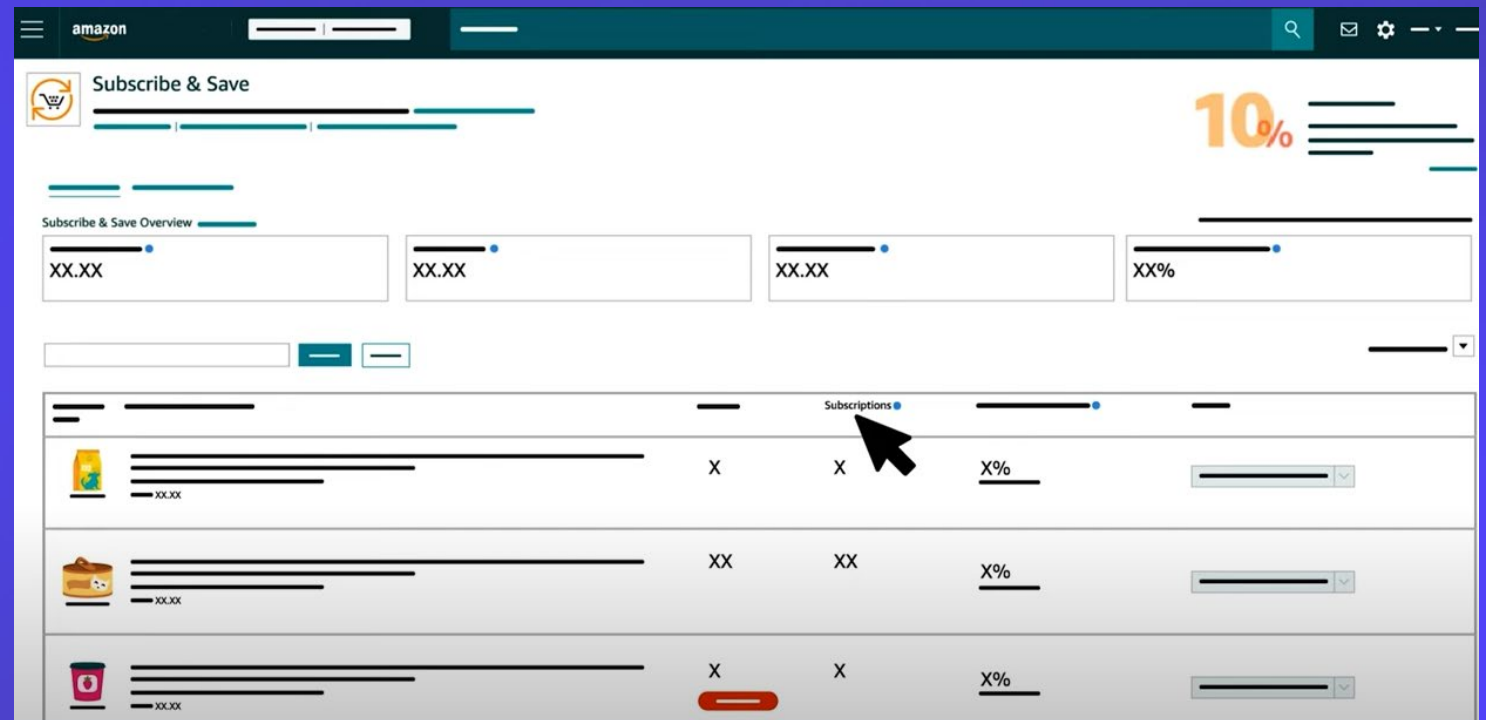 amazon
Subscribe & Save
10%
Subscribe & Save Overview
XX.XX
XX.XX
XX.XX
XX%
Subscriptions
X
X
X%
XX.XX
XX
XX
X%
XX.XX
X
X
X%
XX.XX